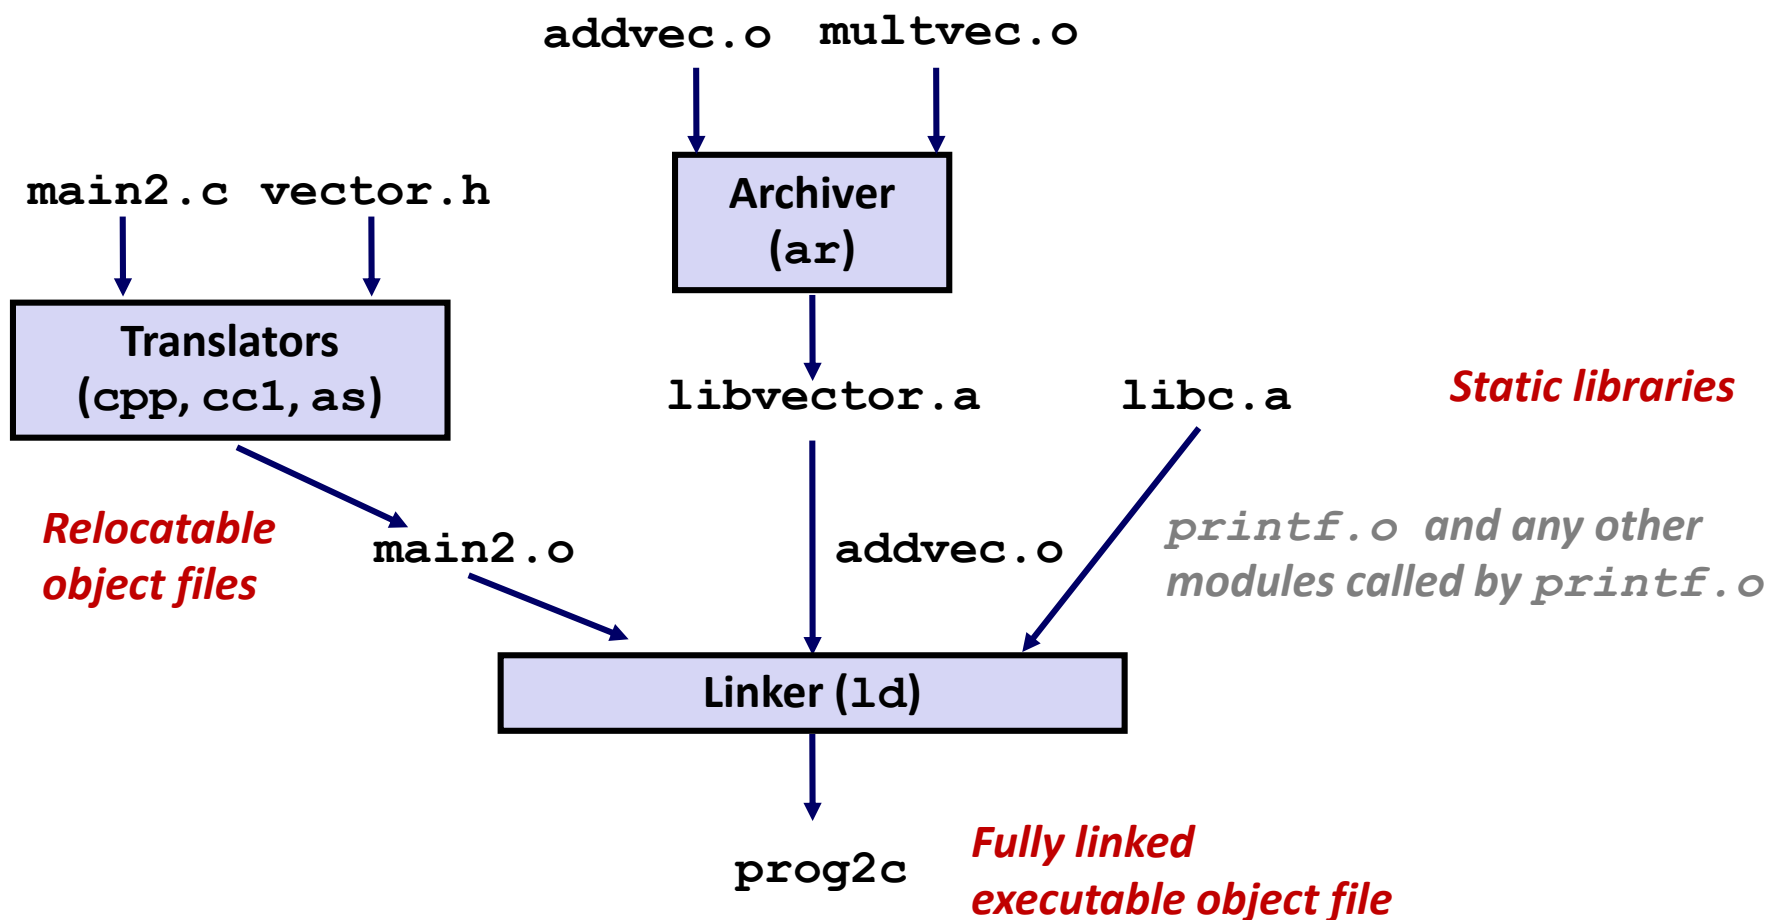 addvec.o multvec.o
main2.c vector.h
Archiver
(ar)
Translators
(cpp, cc1, as)
libvector.a libc.a
Static libraries
Relocatable
object files
main2.o
addvec.o
printf.o and any other
modules called by printf.o
Linker (ld)
prog2c
Fully linked
executable object file